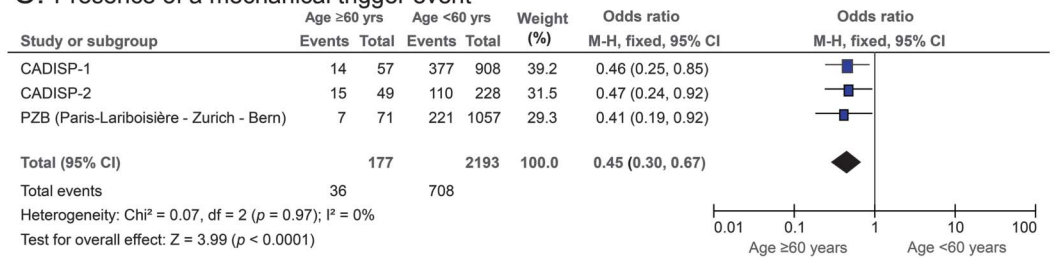 Presence of a mechanical trigger event
Age ≥60 yrs Age <60 yrs Weight Odds ratio Odds ratio
Study or subgroup Events Total Events Total (%) M-H, fixed, 95% CI M-H, fixed, 95% CI
CADISP-1 14 57 377 908 39.2 0.46 (0.25, 0.85)
CADISP-2 15 49 110 228 31.5 0.47 (0.24, 0.92)
PZB (Paris-Lariboisière - Zurich - Bern) 7 71 221 1057 29.3 0.41 (0.19, 0.92)
Total (95% CI) 177 2193 100.0 0.45 (0.30, 0.67)
Total events 36 708
Heterogeneity: Chi² = 0.07, df = 2 (p = 0.97); I² = 0%
Test for overall effect: Z = 3.99 (p < 0.0001)
0.01 0.1 1 10 100
Age ≥60 years Age <60 years